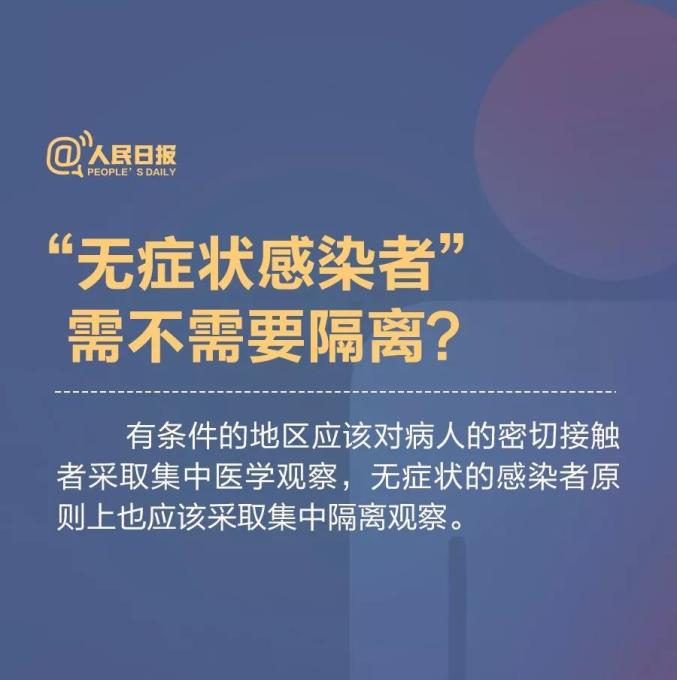 @人民日报
PEOPLE'S DAILY
“无症状感染者”
需不需要隔离？
有条件的地区应该对病人的密切接触
者采取集中医学观察，无症状的感染者原
则上也应该采取集中隔离观察。